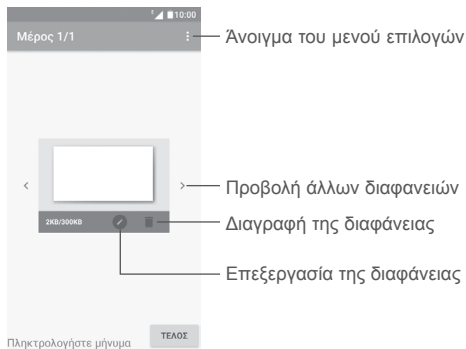 E 10:00
Μέρος 1/1
Άνοιγμα του μενού επιλογών
Προβολή άλλων διαφανειών
2KB/300KB
Διαγραφή της διαφάνειας
Επεξεργασία της διαφάνειας
ΤΕΛΟΣ
Πληκτρολογήστε μήνυμα